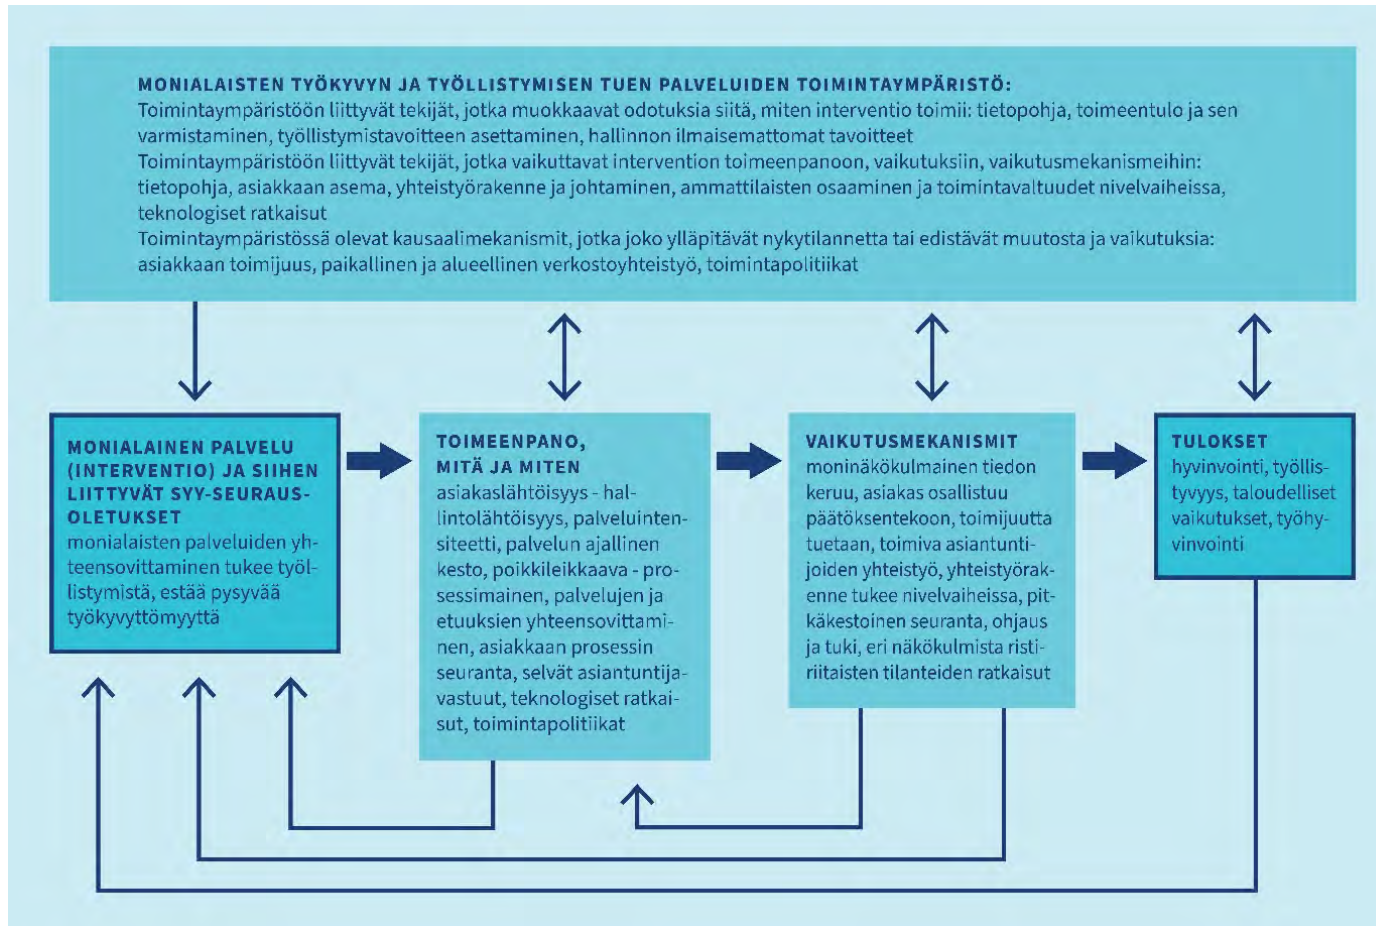 MONIALAISTEN TYÖKYVYN JA TYÖLLISTYMISEN TUEN PALVELUIDEN TOIMINTAYMPÄRISTÖ:
Toimintaympäristöön liittyvät tekijät, jotka muokkaavat odotuksia siitä, miten interventio toimii: tietopohja, toimeentulo ja sen
varmistaminen, työllistymistavoitteen asettaminen, hallinnon ilmaisemattomat tavoitteet
Toimintaympäristöön liittyvät tekijät, jotka vaikuttavat intervention toimeenpanoon, vaikutuksiin, vaikutusmekanismeihin:
tietopohja, asiakkaan asema, yhteistyörakenne ja johtaminen, ammattilaisten osaaminen ja toimintavaltuudet nivelvaiheissa,
teknologiset ratkaisut
Toimintaympäristössä olevat kausaalimekanismit, jotka joko ylläpitävät nykytilannetta tai edistävät muutosta ja vaikutuksia:
asiakkaan toimijuus, paikallinen ja alueellinen verkostoyhteistyö, toimintapolitiikat
MONIALAINEN PALVELU
(INTERVENTIO) JA SIIHEN
LIITTYVÄT SYY-SEURAUS-
OLETUKSET
monialaisten palveluiden yh-
teensovittaminen tukee työl-
listymistä, estää pysyvää
työkyvyttömyyttä
TOIMEENPANO,
MITÄ JA MITEN
asiakaslähtöisyys - hal-
lintolähtöisyys, palveluinten-
siteetti, palvelun ajallinen
kesto, poikkileikkaava - pro-
sessimainen, palvelujen ja
etuuksien yhteensovittami-
nen, asiakkaan prosessin
seuranta, selvät asiantuntija-
vastuut, teknologiset ratkai-
sut, toimintapolitiikat
VAIKUTUSMEKANISMIT
moninäkökulmainen tiedon
keruu, asiakas osallistuu
päätöksentekoon, toimijuutta
tuetaan, toimiva asiantunti-
joiden yhteistyö, yhteistyörak-
enne tukee nivelvaiheissa, pit-
käkestoinen seuranta, ohjaus
ja tuki, eri näkökulmista risti-
riitaisten tilanteiden ratkaisut
TULOKSET
hyvinvointi, työllis-
tyvyys, taloudelliset
vaikutukset, työhy-
vinvointi